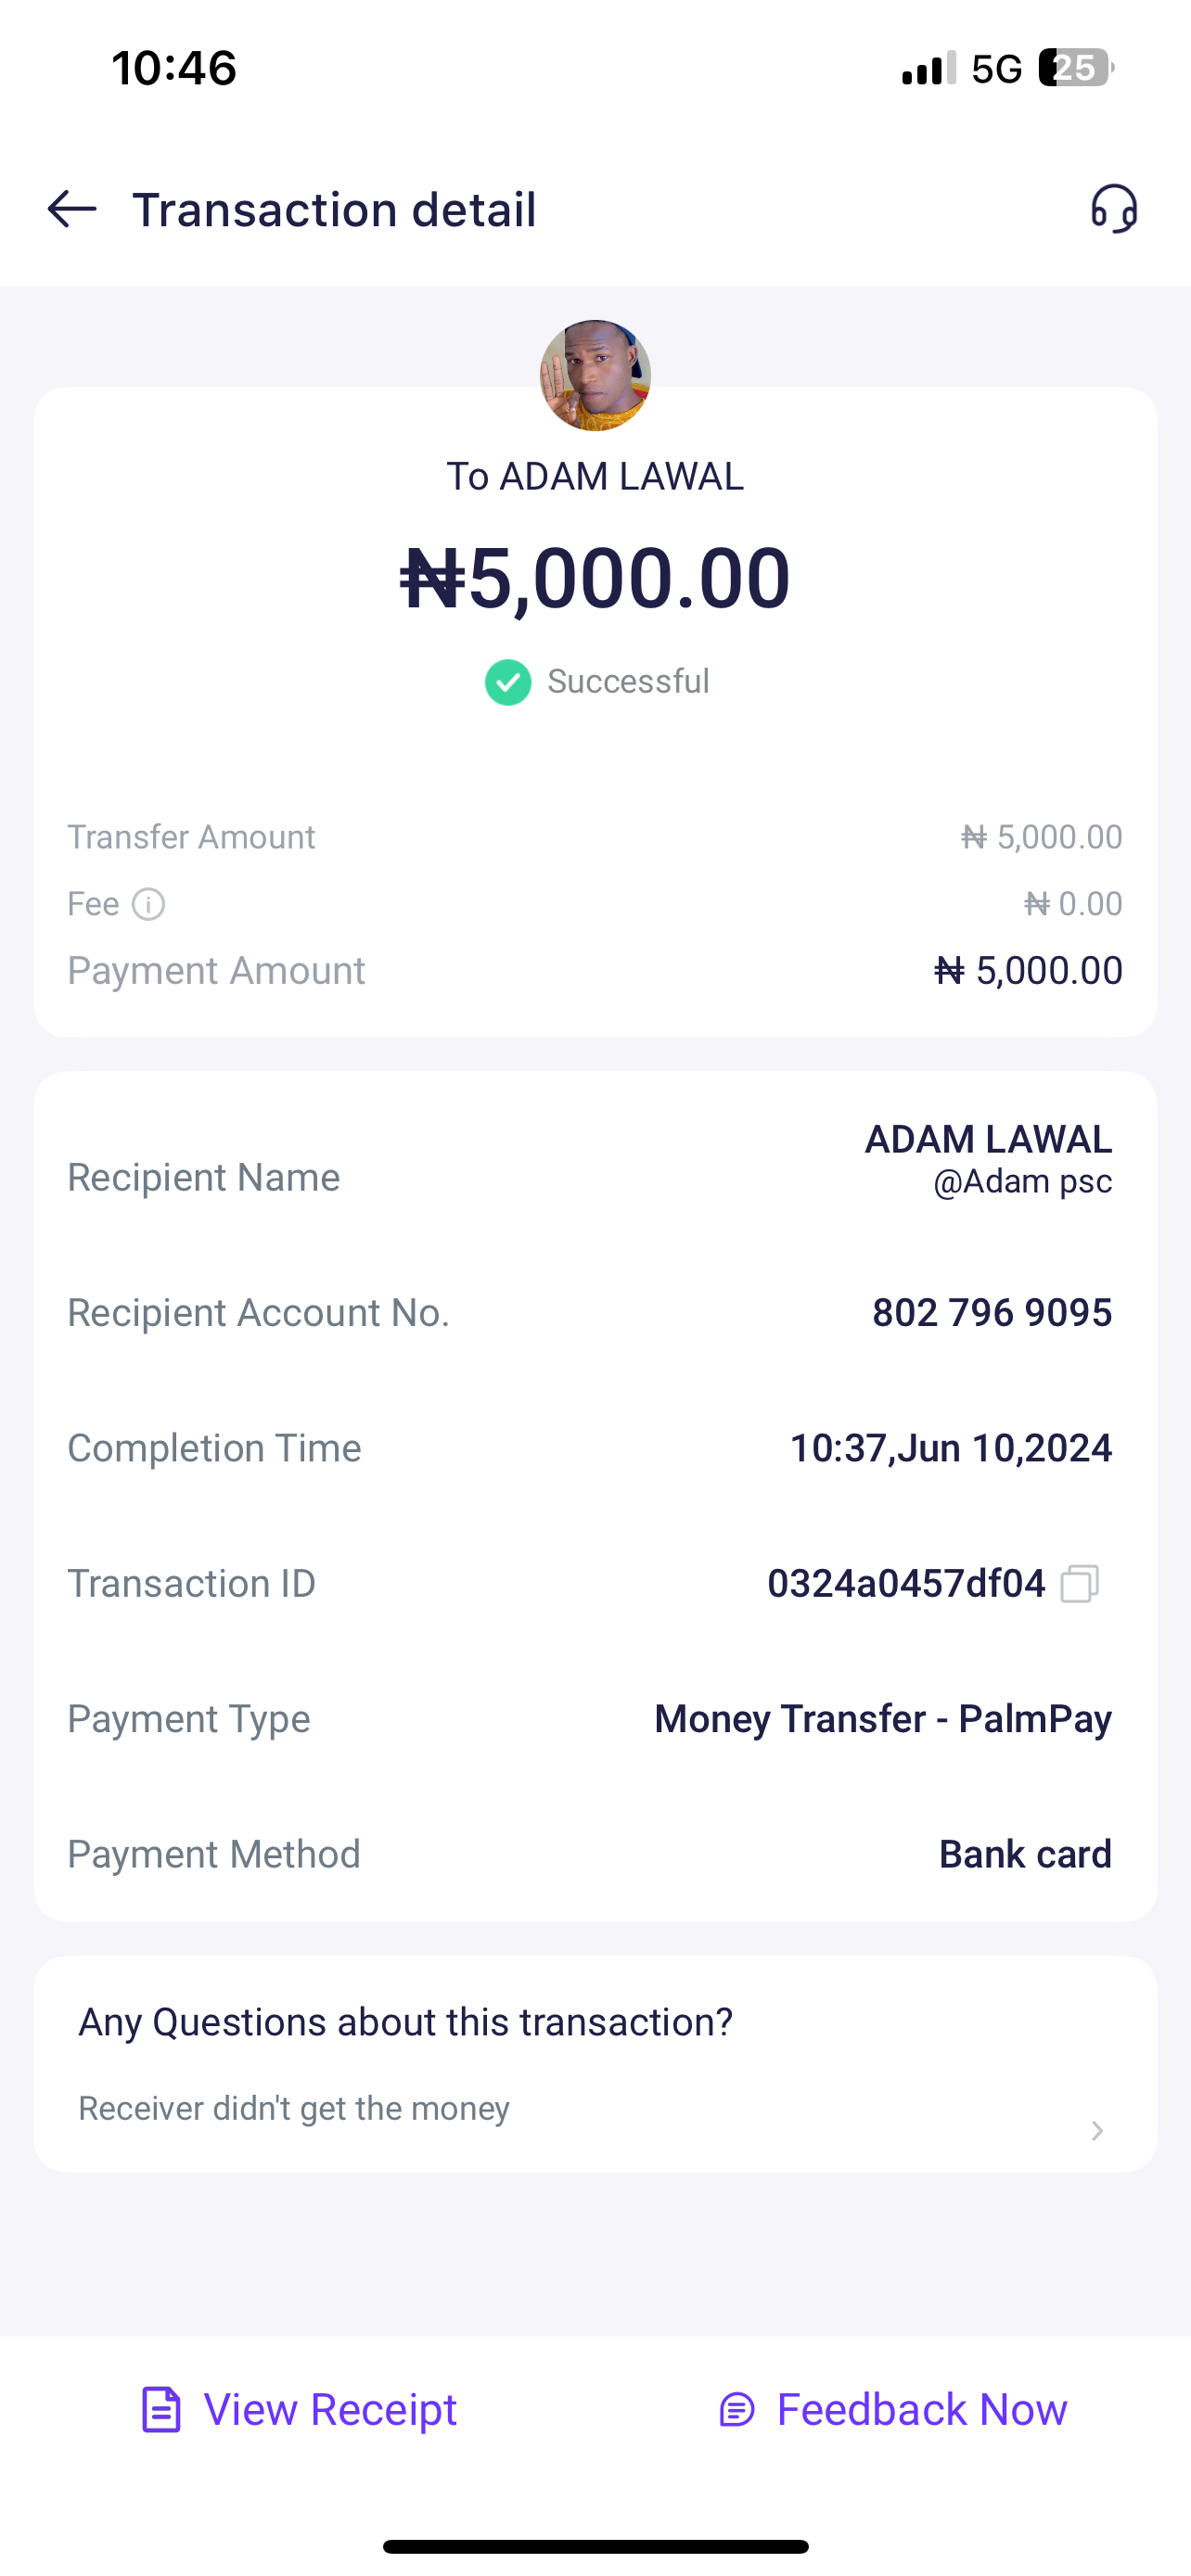 10:46
5G 25
Transaction detail
To ADAM LAWAL
₦5,000.00
Successful
Transfer Amount ₦ 5,000.00
Fee ₦ 0.00
Payment Amount ₦ 5,000.00
Recipient Name ADAM LAWAL
@Adam psc
Recipient Account No. 802 796 9095
Completion Time 10:37,Jun 10,2024
Transaction ID 0324a0457df04
Payment Type Money Transfer - PalmPay
Payment Method Bank card
Any Questions about this transaction?
Receiver didn't get the money
View Receipt Feedback Now